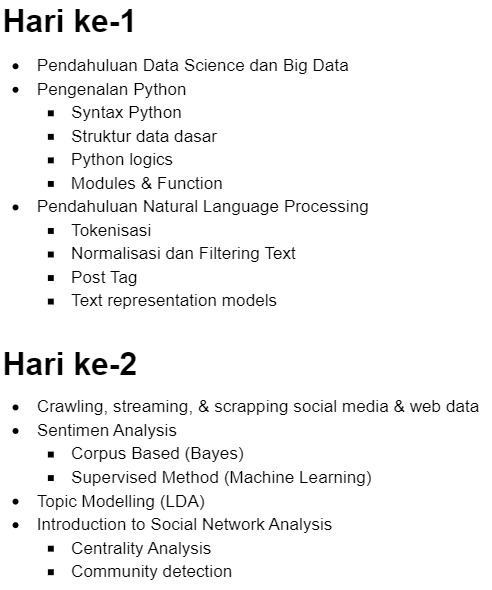 Hari ke-1
Pendahuluan Data Science dan Big Data
Pengenalan Python
Syntax Python
Struktur data dasar
Python logics
Modules & Function
Pendahuluan Natural Language Processing
Tokenisasi
Normalisasi dan Filtering Text
Post Tag
Text representation models
Hari ke-2
Crawling, streaming, & scrapping social media & web data
Sentimen Analysis
Corpus Based (Bayes)
Supervised Method (Machine Learning)
Topic Modelling (LDA)
Introduction to Social Network Analysis
Centrality Analysis
Community detection